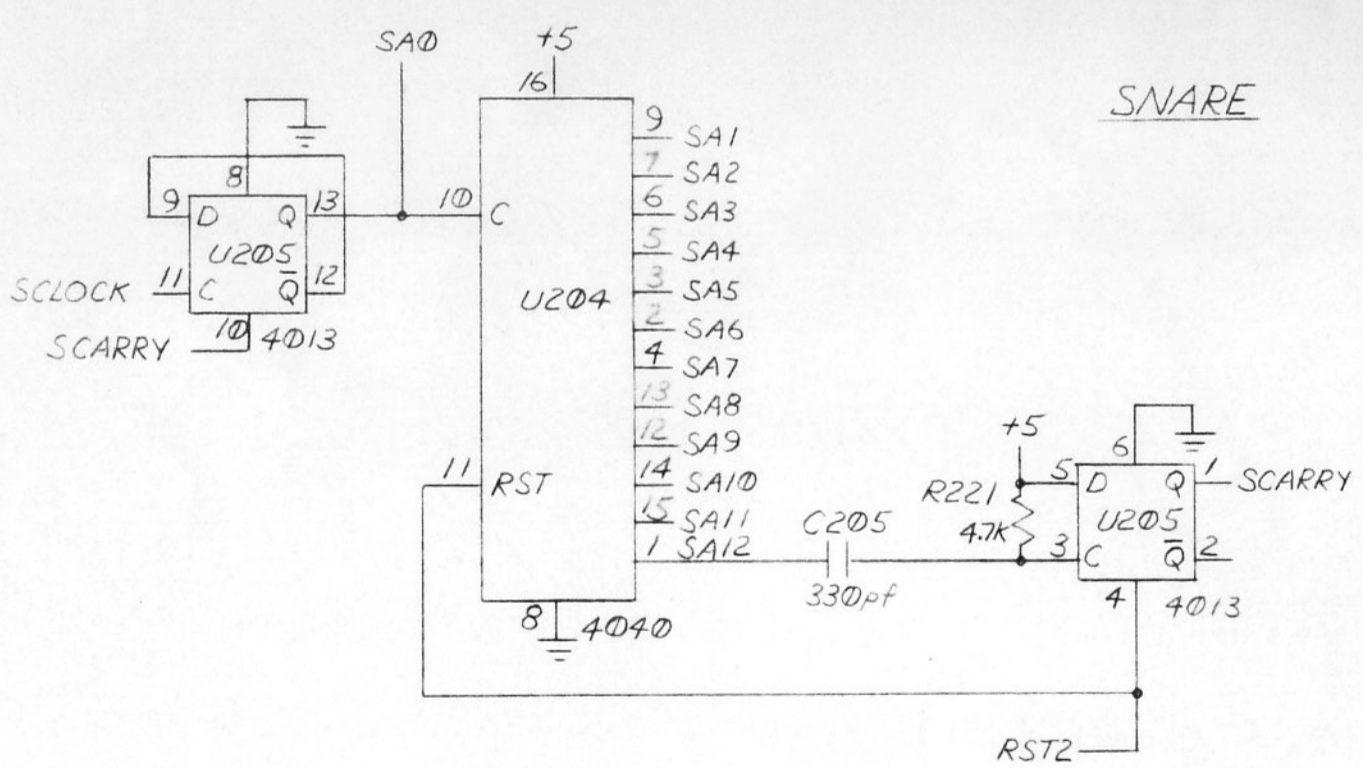 SNARE
SAØ
+5
16
8
9 D Q 13
U2Ø5
11 C Q̅ 12
SCLOCK
1Ø
4Ø13
SCARRY
1Ø C
U2Ø4
11 RST
9 SA1
7 SA2
6 SA3
5 SA4
3 SA5
2 SA6
4 SA7
13 SA8
12 SA9
14 SA1Ø
15 SA11
1 SA12
8
4Ø4Ø
C2Ø5
33Øpf
+5
R221
4.7K
6
5 D Q 1
SCARRY
U2Ø5
3 C Q̅ 2
4
4Ø13
RST2